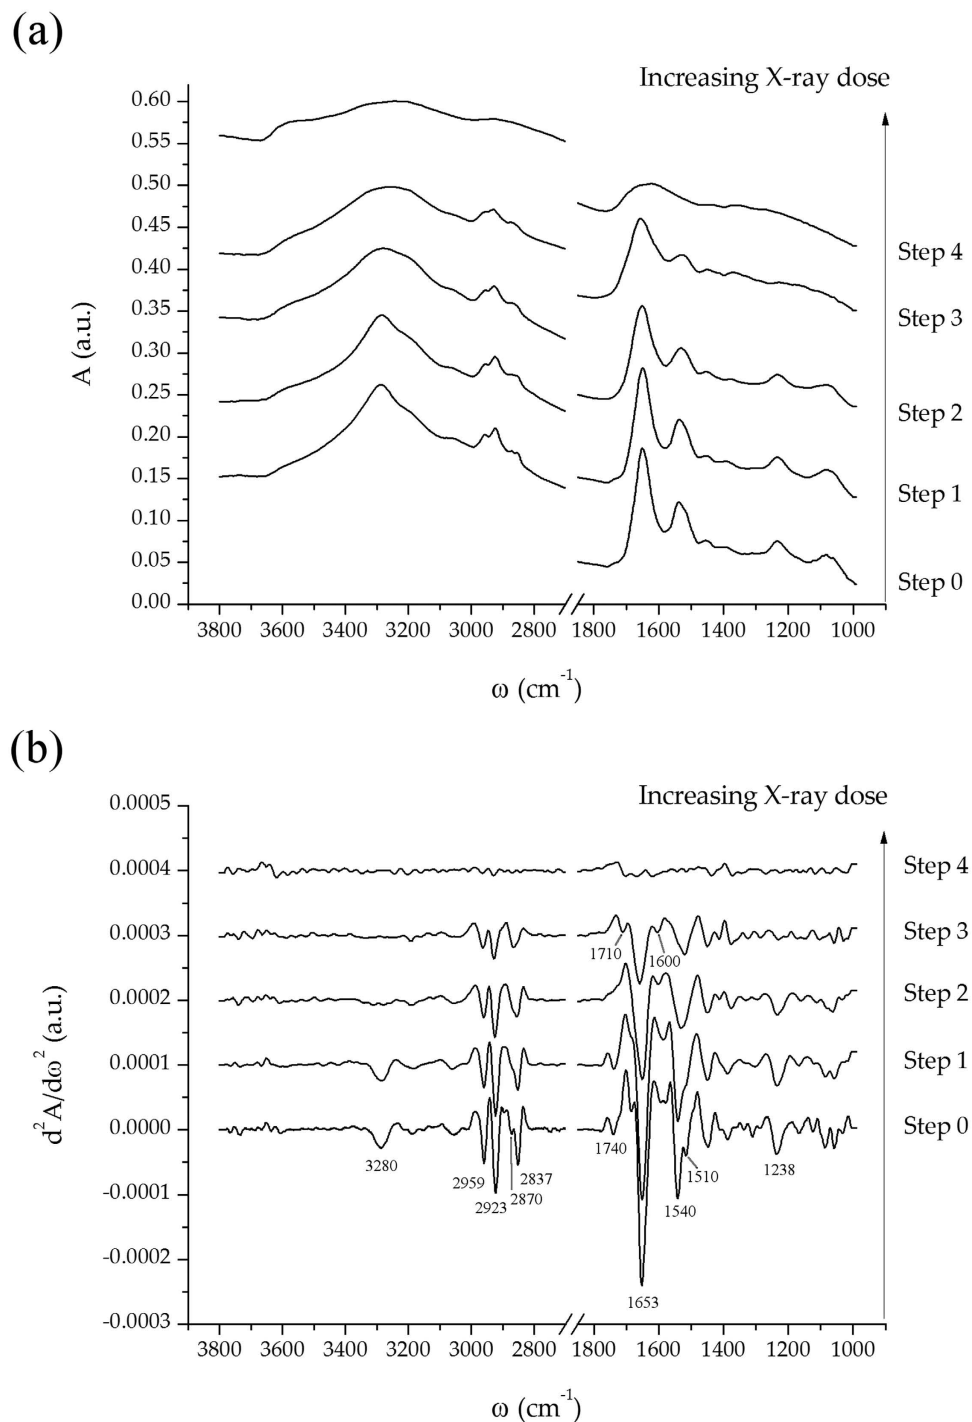 (a)
Increasing X-ray dose
0.60
0.55
0.50
0.45
0.40
0.35
0.30
0.25
0.20
0.15
0.10
0.05
0.00
A (a.u.)
Step 4
Step 3
Step 2
Step 1
Step 0
3800 3600 3400 3200 3000 2800 1800 1600 1400 1200 1000
ω (cm-1)
(b)
Increasing X-ray dose
0.0005
0.0004
0.0003
0.0002
0.0001
0.0000
-0.0001
-0.0002
-0.0003
d2A/dω2 (a.u.)
Step 4
Step 3
Step 2
Step 1
Step 0
1710 1600
3280 2959 2923 2870 2837 1740 1653 1540 1510 1238
3800 3600 3400 3200 3000 2800 1800 1600 1400 1200 1000
ω (cm-1)